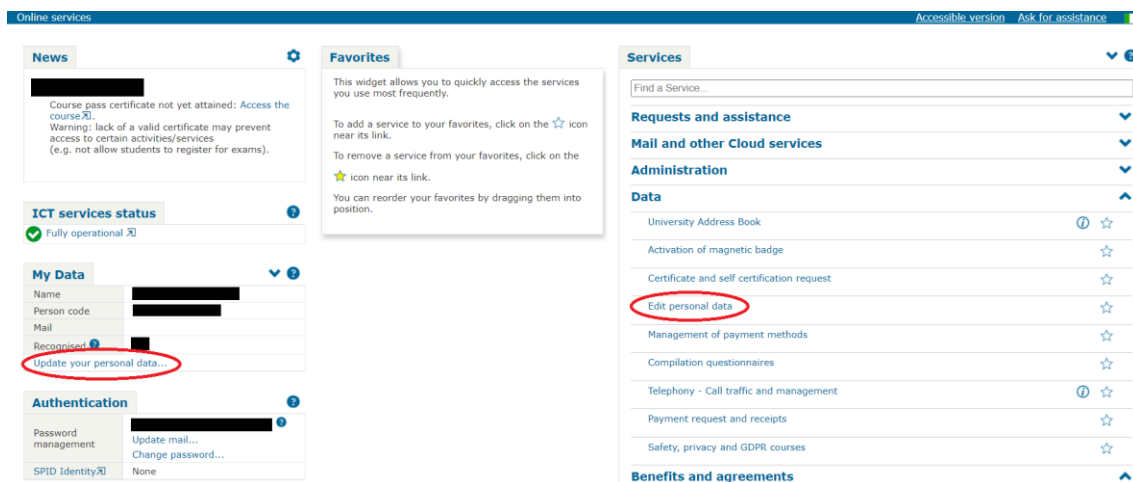 Online services
Accessible version Ask for assistance
News
Course pass certificate not yet attained: Access the
course.
Warning: lack of a valid certificate may prevent
access to certain activities/services
(e.g. not allow students to register for exams).
ICT services status
Fully operational
My Data
Name
Person code
Mail
Recognised
Update your personal data...
Authentication
Password
management
Update mail...
Change password...
SPID Identity None
Favorites
This widget allows you to quickly access the services
you use most frequently.
To add a service to your favorites, click on the icon
near its link.
To remove a service from your favorites, click on the
icon near its link.
You can reorder your favorites by dragging them into
position.
Services
Find a Service...
Requests and assistance
Mail and other Cloud services
Administration
Data
University Address Book
Activation of magnetic badge
Certificate and self certification request
Edit personal data
Management of payment methods
Compilation questionnaires
Telephony - Call traffic and management
Payment request and receipts
Safety, privacy and GDPR courses
Benefits and agreements